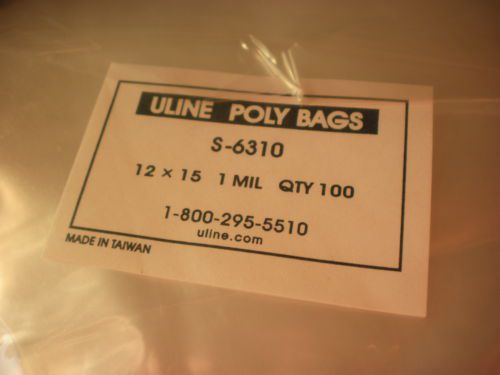 ULINE POLY BAGS
S-6310
12 × 15 1 MIL QTY 100
1-800-295-5510
uline.com
MADE IN TAIWAN